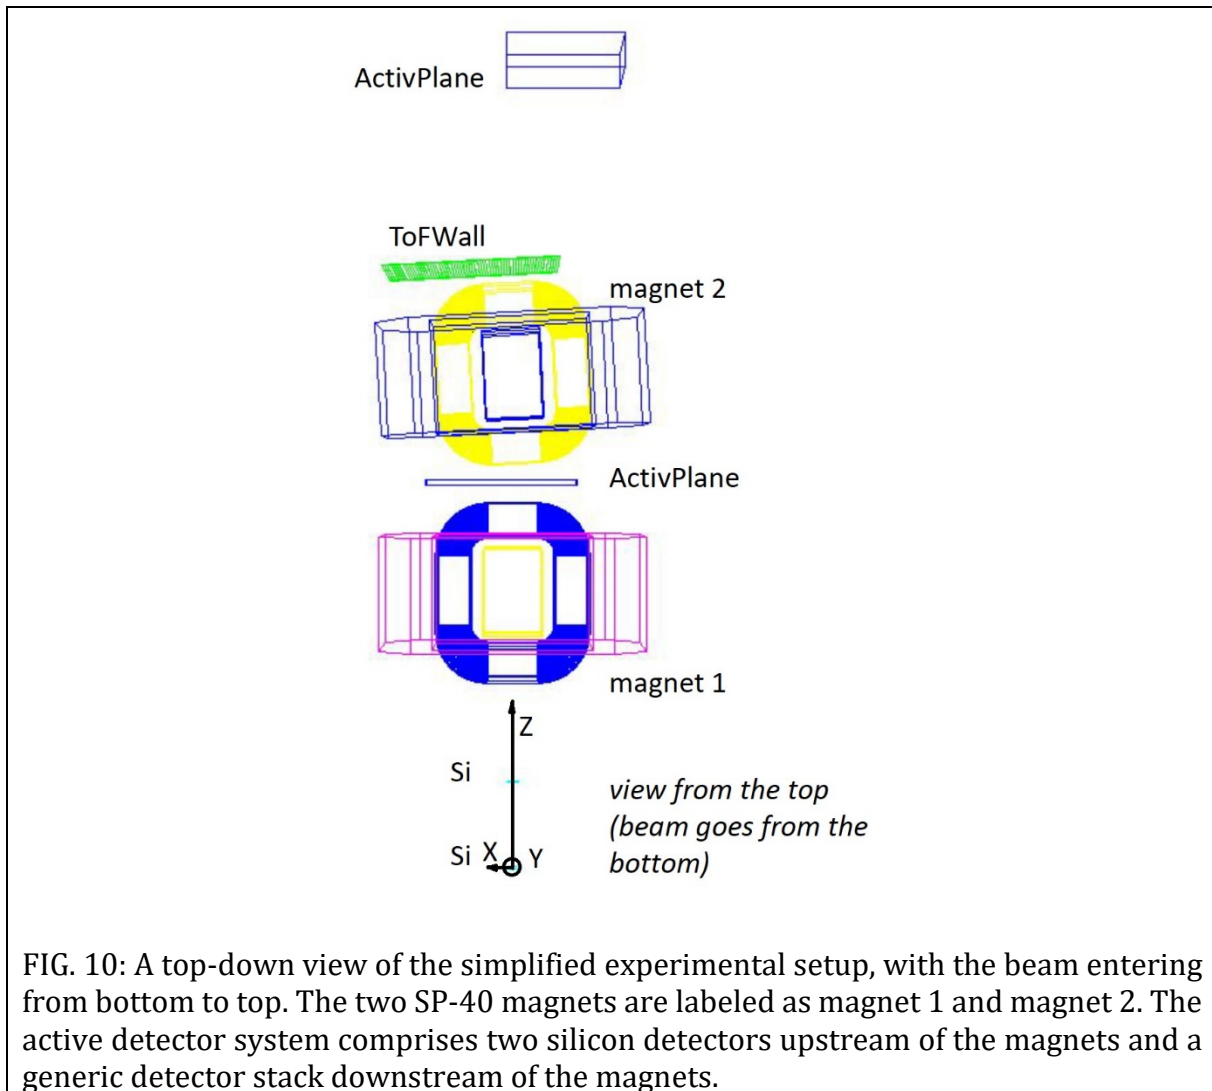 ActivPlane
ToFWall
magnet 2
ActivPlane
magnet 1
Z
Si
view from the top
(beam goes from the
bottom)
Si X Y
FIG. 10: A top-down view of the simplified experimental setup, with the beam entering
from bottom to top. The two SP-40 magnets are labeled as magnet 1 and magnet 2. The
active detector system comprises two silicon detectors upstream of the magnets and a
generic detector stack downstream of the magnets.